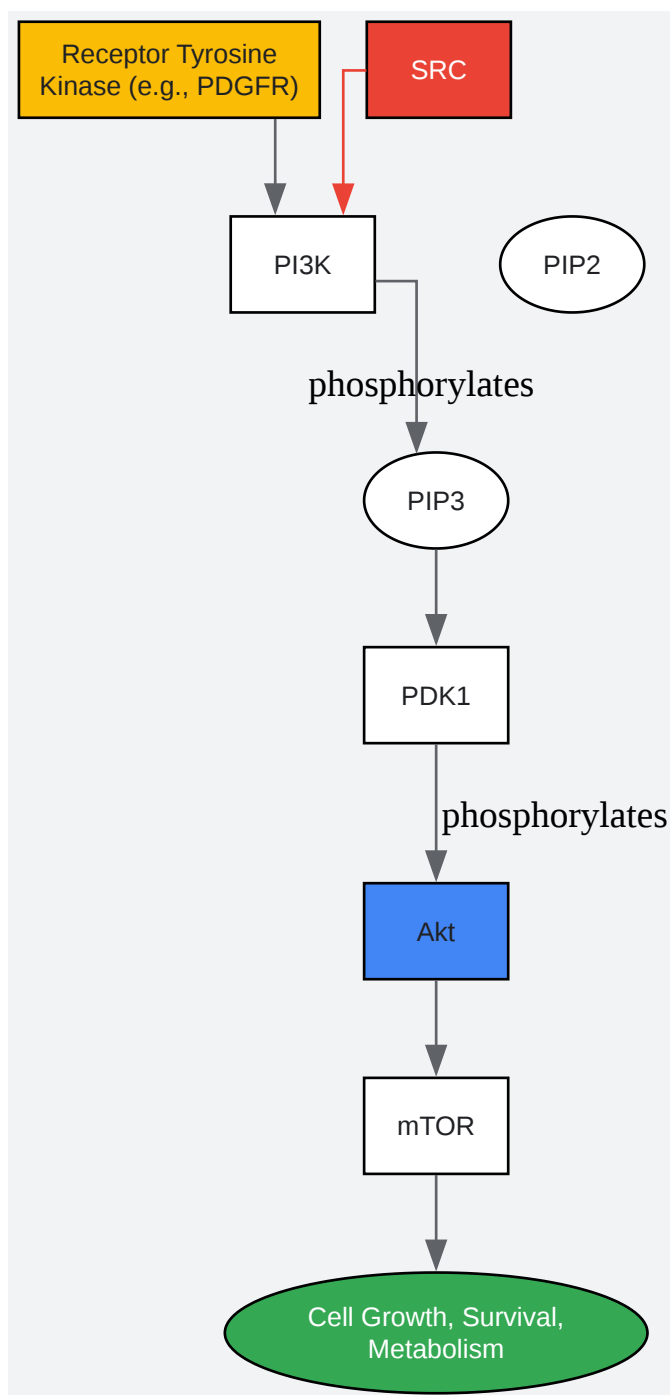 Receptor Tyrosine
Kinase (e.g., PDGFR)
SRC
PI3K
PIP2
phosphorylates
PIP3
PDK1
phosphorylates
Akt
mTOR
Cell Growth, Survival,
Metabolism